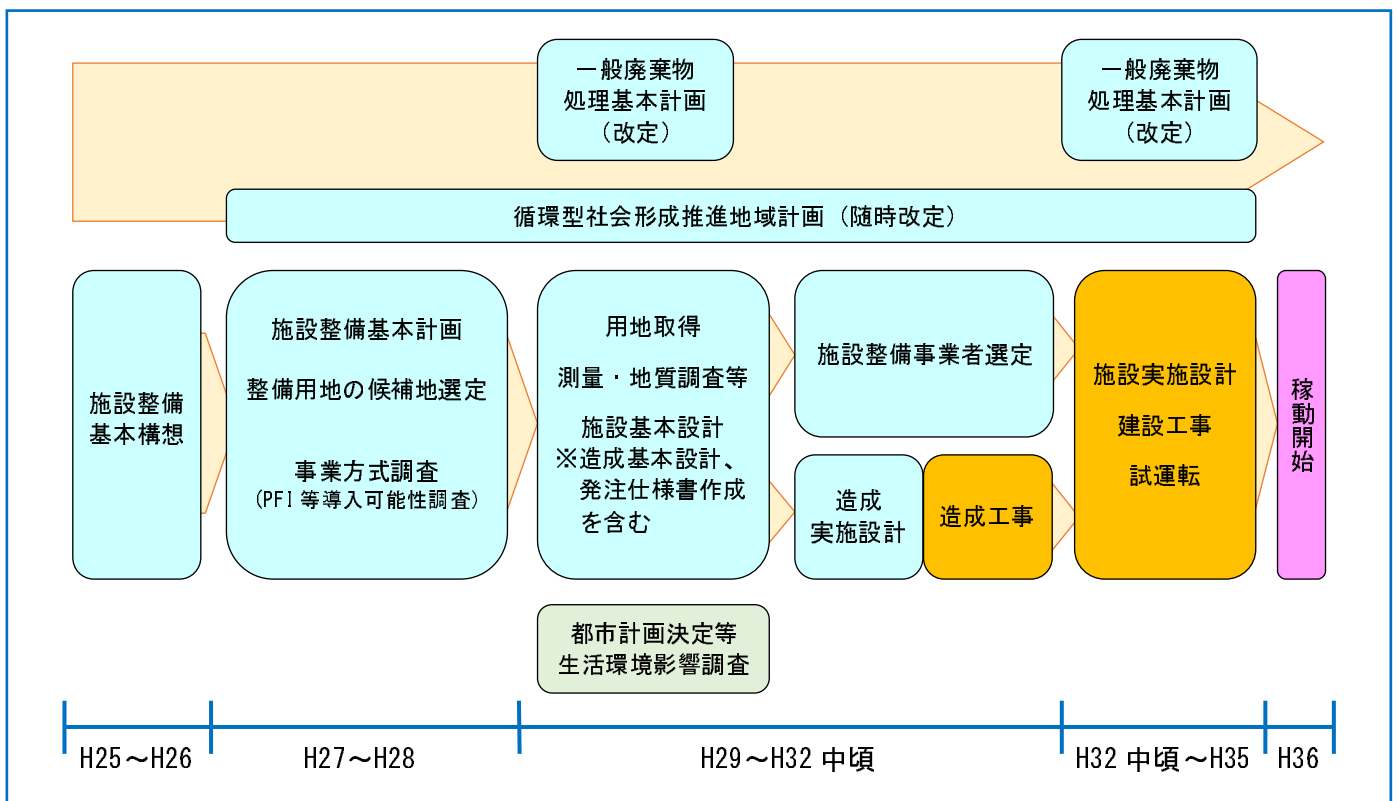 一般廃棄物
処理基本計画
（改定）
一般廃棄物
処理基本計画
（改定）
循環型社会形成推進地域計画（随時改定）
施設整備
基本構想
施設整備基本計画
整備用地の候補地選定
事業方式調査
(PFI等導入可能性調査)
用地取得
測量・地質調査等
施設基本設計
※造成基本設計、
発注仕様書作成
を含む
施設整備事業者選定
造成
実施設計
造成工事
施設実施設計
建設工事
試運転
稼動開始
都市計画決定等
生活環境影響調査
H25～H26
H27～H28
H29～H32 中頃
H32 中頃～H35
H36